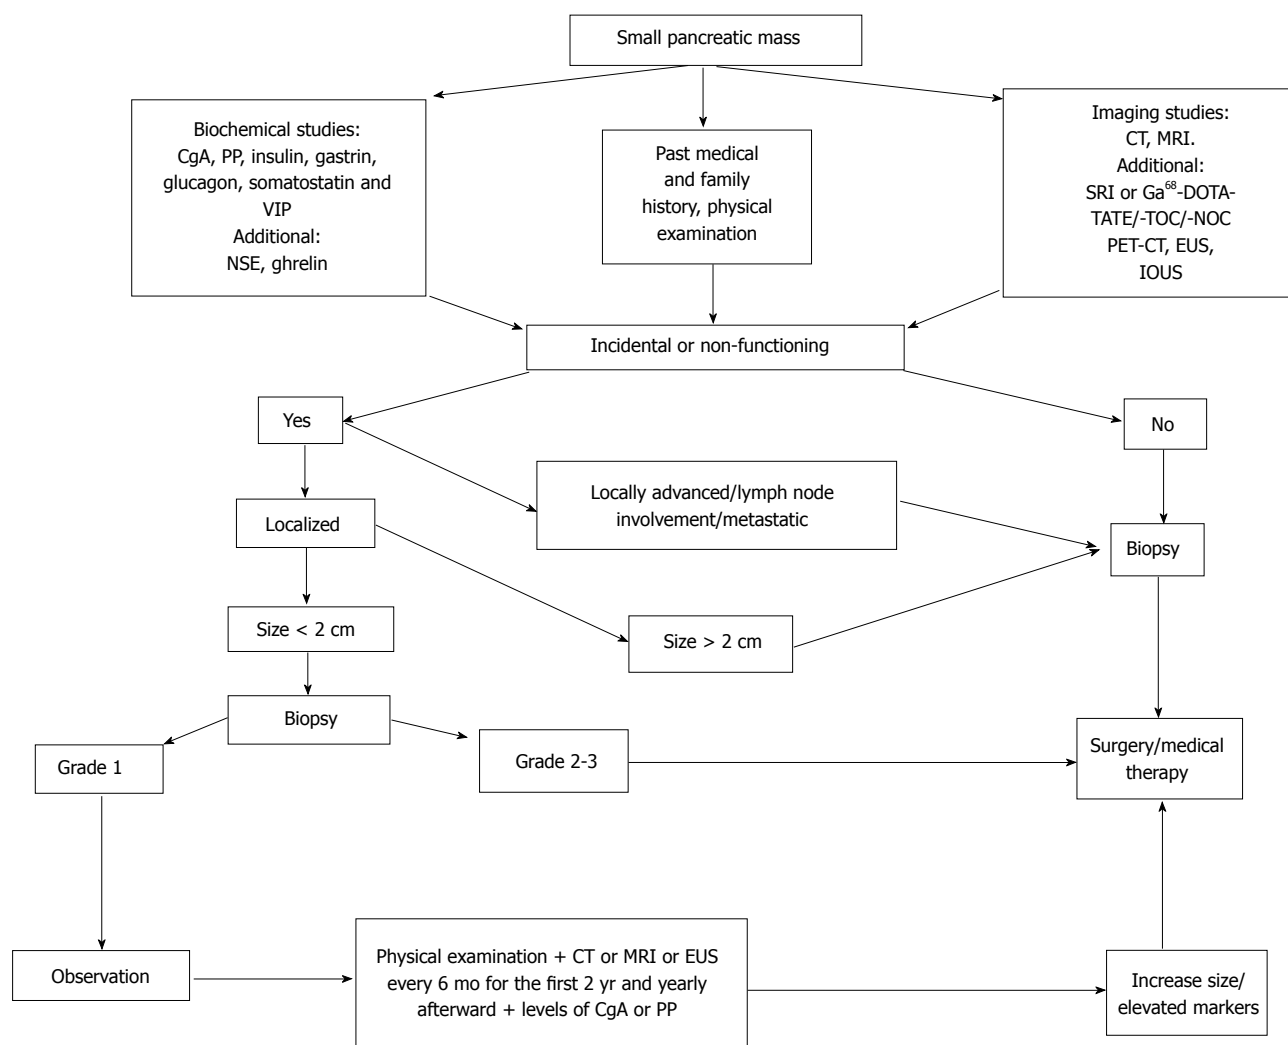 Small pancreatic mass
Biochemical studies:
CgA, PP, insulin, gastrin,
glucagon, somatostatin and
VIP
Additional:
NSE, ghrelin
Past medical
and family
history, physical
examination
Imaging studies:
CT, MRI.
Additional:
SRI or Ga⁶⁸-DOTA-
TATE/-TOC/-NOC
PET-CT, EUS,
IOUS
Incidental or non-functioning
Yes
No
Locally advanced/lymph node
involvement/metastatic
Localized
Biopsy
Size < 2 cm
Size > 2 cm
Biopsy
Grade 1
Grade 2-3
Surgery/medical
therapy
Observation
Physical examination + CT or MRI or EUS
every 6 mo for the first 2 yr and yearly
afterward + levels of CgA or PP
Increase size/
elevated markers